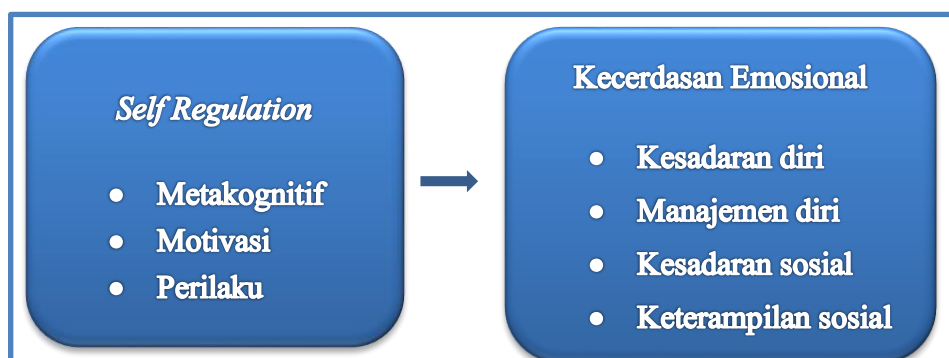 Self Regulation
● Metakognitif
● Motivasi
● Perilaku
Kecerdasan Emosional
● Kesadaran diri
● Manajemen diri
● Kesadaran sosial
● Keterampilan sosial